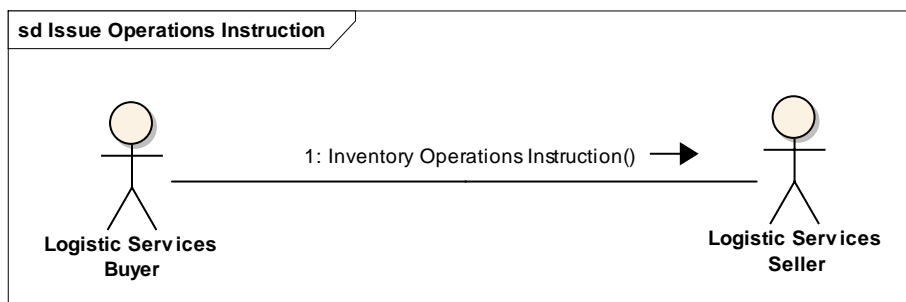 sd Issue Operations Instruction
1: Inventory Operations Instruction()
Logistic Services
Buyer
Logistic Services
Seller